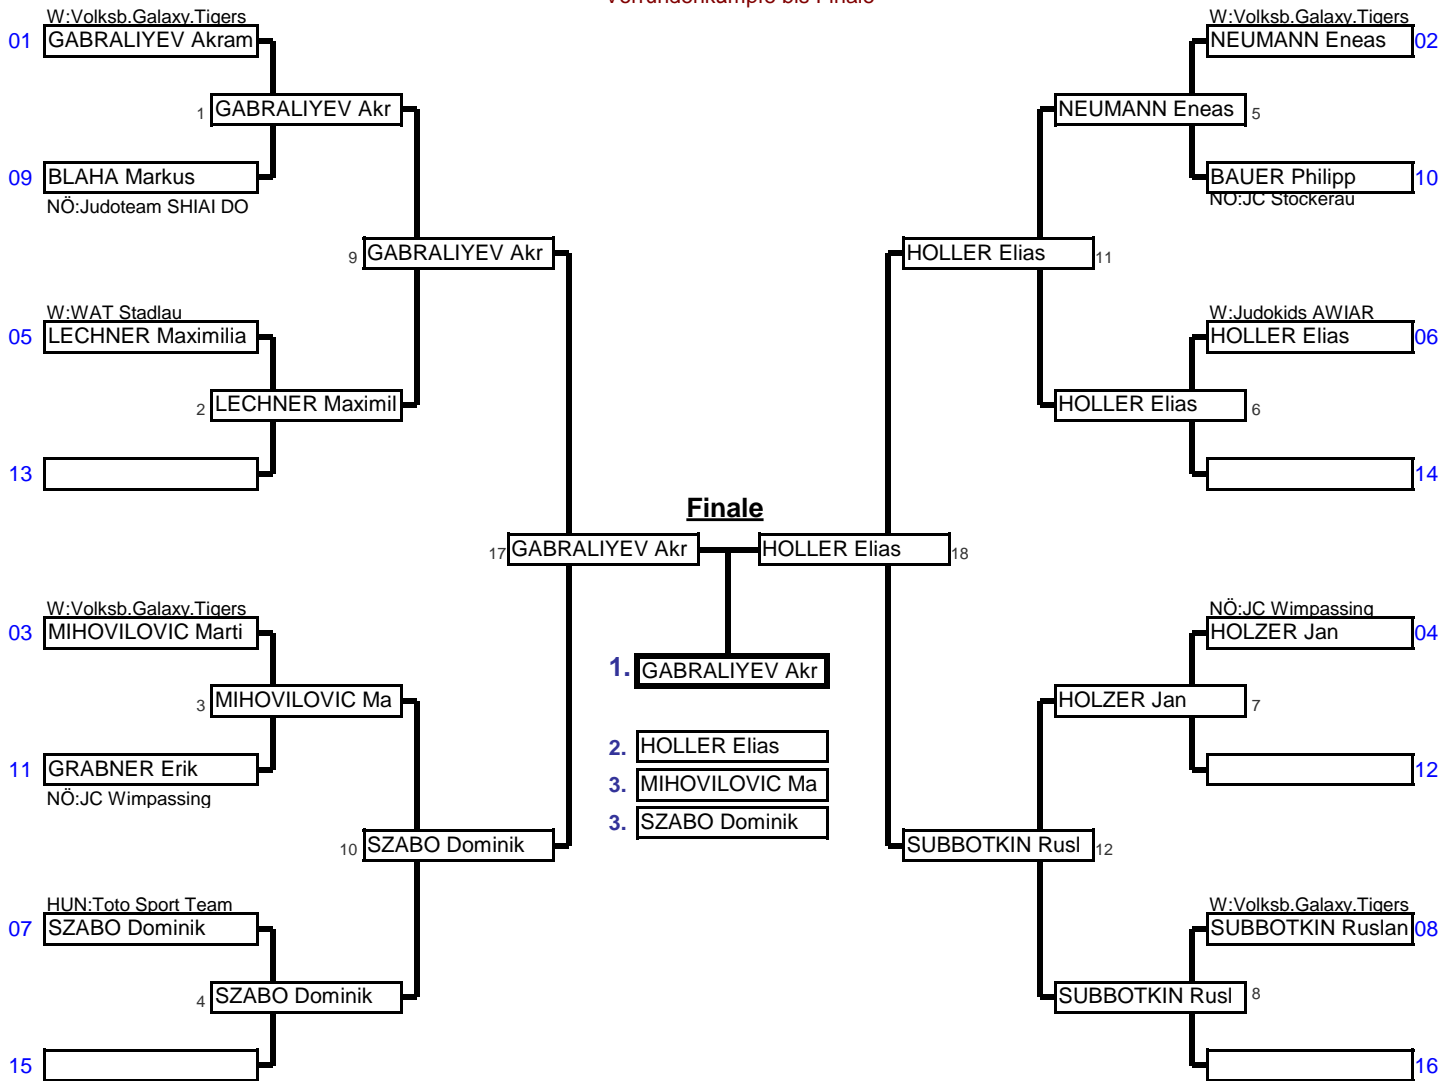 Vorrundenkämpfe bis Finale
W:Volksb.Galaxy.Tigers
01 GABRALIYEV Akram
1 GABRALIYEV Akr
09 BLAHA Markus
NÖ:Judoteam SHIAI DO
9 GABRALIYEV Akr
W:WAT Stadlau
05 LECHNER Maximilia
2 LECHNER Maximil
13
17 GABRALIYEV Akr
W:Volksb.Galaxy.Tigers
03 MIHOVILOVIC Marti
3 MIHOVILOVIC Ma
11 GRABNER Erik
NÖ:JC Wimpassing
10 SZABO Dominik
HUN:Toto Sport Team
07 SZABO Dominik
4 SZABO Dominik
15
Finale
1. GABRALIYEV Akr
2. HOLLER Elias
3. MIHOVILOVIC Ma
3. SZABO Dominik
W:Volksb.Galaxy.Tigers
NEUMANN Eneas 02
NEUMANN Eneas 5
BAUER Philipp 10
NÖ:JC Stockerau
HOLLER Elias 11
W:Judokids AWIAR
HOLLER Elias 06
HOLLER Elias 6
14
HOLLER Elias 18
NÖ:JC Wimpassing
HOLZER Jan 04
HOLZER Jan 7
12
SUBBOTKIN Rusl 12
W:Volksb.Galaxy.Tigers
SUBBOTKIN Ruslan 08
SUBBOTKIN Rusl 8
16